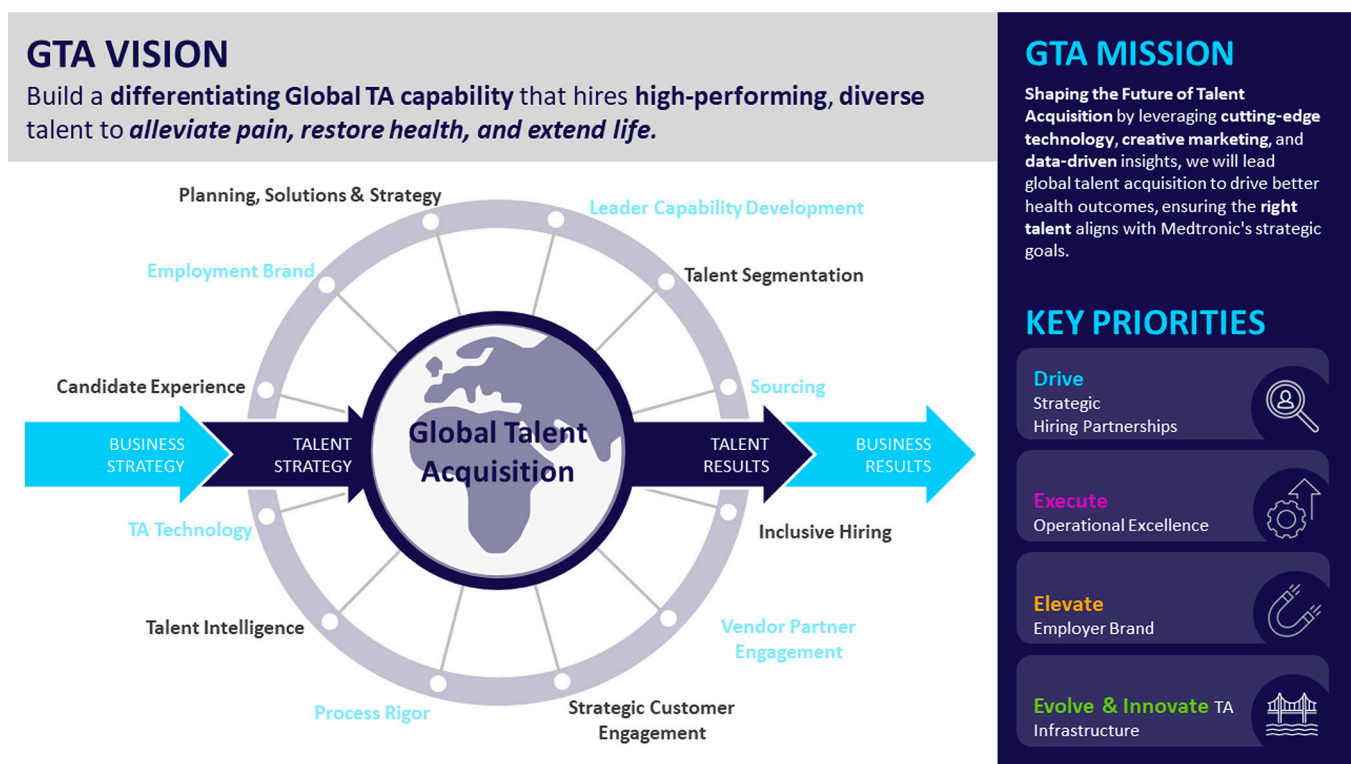 GTA VISION
Build a differentiating Global TA capability that hires high-performing, diverse
talent to alleviate pain, restore health, and extend life.
Planning, Solutions & Strategy
Leader Capability Development
Employment Brand
Talent Segmentation
Candidate Experience
Sourcing
BUSINESS
STRATEGY
TALENT
STRATEGY
Global Talent
Acquisition
TALENT
RESULTS
BUSINESS
RESULTS
TA Technology
Inclusive Hiring
Talent Intelligence
Vendor Partner
Engagement
Process Rigor
Strategic Customer
Engagement
GTA MISSION
Shaping the Future of Talent
Acquisition by leveraging cutting-edge
technology, creative marketing, and
data-driven insights, we will lead
global talent acquisition to drive better
health outcomes, ensuring the right
talent aligns with Medtronic's strategic
goals.
KEY PRIORITIES
Drive
Strategic
Hiring Partnerships
Execute
Operational Excellence
Elevate
Employer Brand
Evolve & Innovate TA
Infrastructure